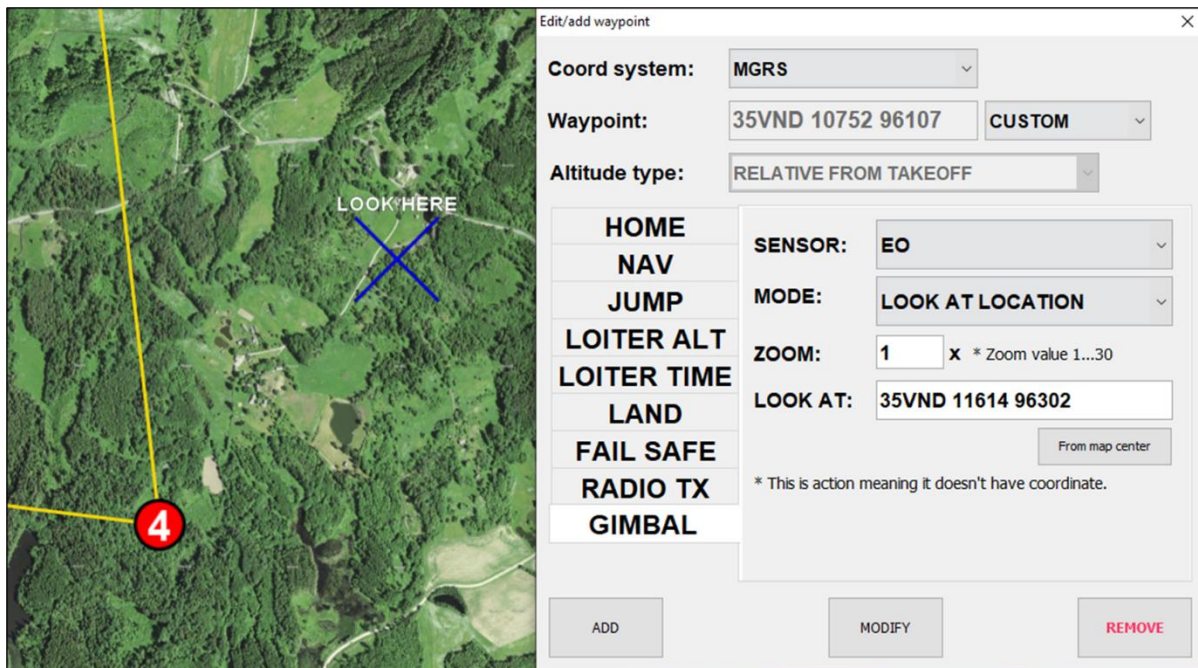 LOOK HERE
4
Edit/add waypoint
Coord system: MGRS
Waypoint: 35VND 10752 96107 CUSTOM
Altitude type: RELATIVE FROM TAKEOFF
HOME
NAV
JUMP
LOITER ALT
LOITER TIME
LAND
FAIL SAFE
RADIO TX
GIMBAL
SENSOR: EO
MODE: LOOK AT LOCATION
ZOOM: 1 x * Zoom value 1...30
LOOK AT: 35VND 11614 96302
From map center
* This is action meaning it doesn't have coordinate.
ADD MODIFY REMOVE